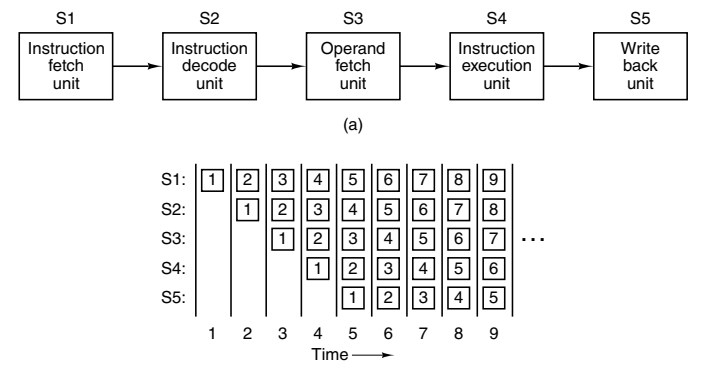 S1 S2 S3 S4 S5
Instruction fetch unit
Instruction decode unit
Operand fetch unit
Instruction execution unit
Write back unit
(a)
S1: 1 2 3 4 5 6 7 8 9
S2: 1 2 3 4 5 6 7 8
S3: 1 2 3 4 5 6 7 ...
S4: 1 2 3 4 5 6
S5: 1 2 3 4 5
1 2 3 4 5 6 7 8 9
Time